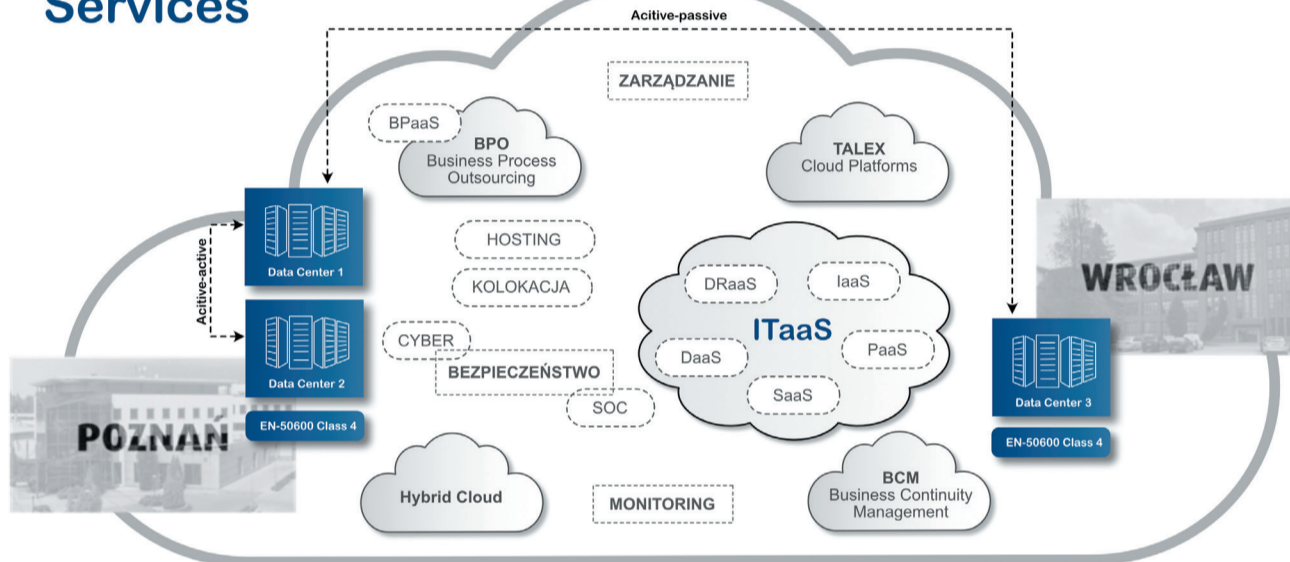 Services
Acitive-passive
ZARZĄDZANIE
BPaaS
BPO
Business Process
Outsourcing
TALEX
Cloud Platforms
Data Center 1
Acitive-active
Data Center 2
EN-50600 Class 4
POZNAŃ
HOSTING
KOLOKACJA
CYBER
BEZPIECZEŃSTWO
SOC
DRaaS
IaaS
ITaaS
DaaS
PaaS
SaaS
WROCŁAW
Data Center 3
EN-50600 Class 4
Hybrid Cloud
MONITORING
BCM
Business Continuity
Management